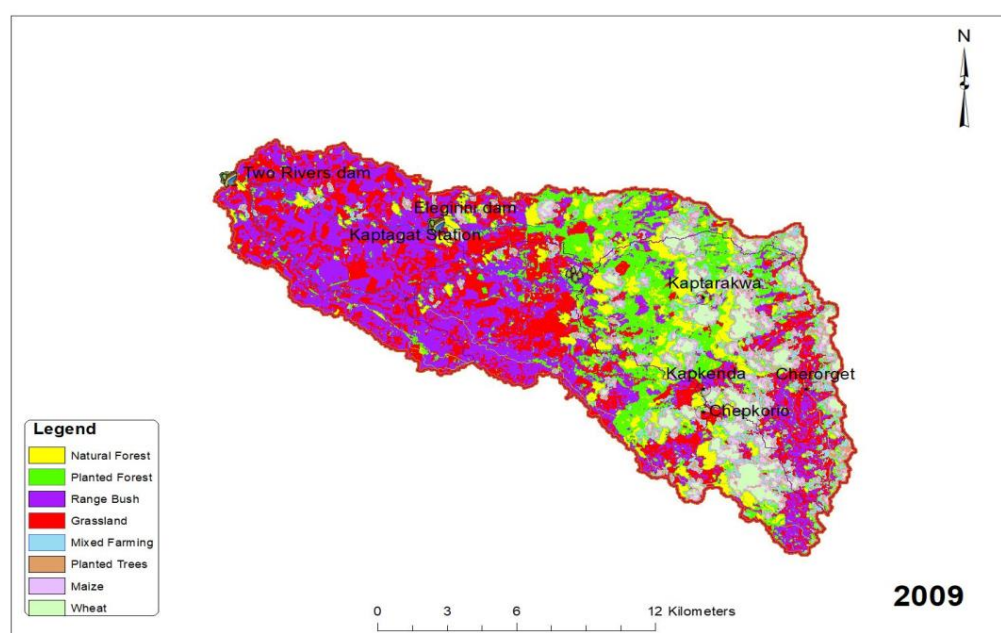 N
Two Rivers dam
Elegirini dam
Kaptagat Station
Kaptarakwa
Kapkenda
Cherorget
Chepkorio
Legend
Natural Forest
Planted Forest
Range Bush
Grassland
Mixed Farming
Planted Trees
Maize
Wheat
2009
0 3 6 12 Kilometers